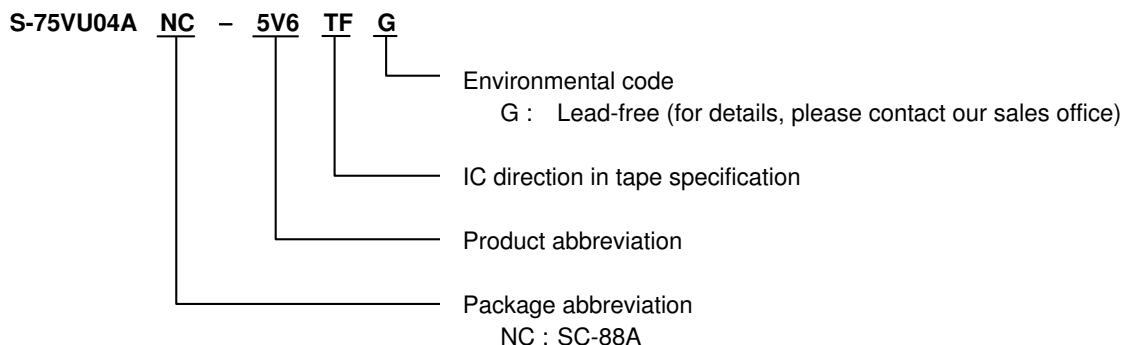 S-75VU04A NC – 5V6 TF G
Environmental code
G : Lead-free (for details, please contact our sales office)
IC direction in tape specification
Product abbreviation
Package abbreviation
NC : SC-88A